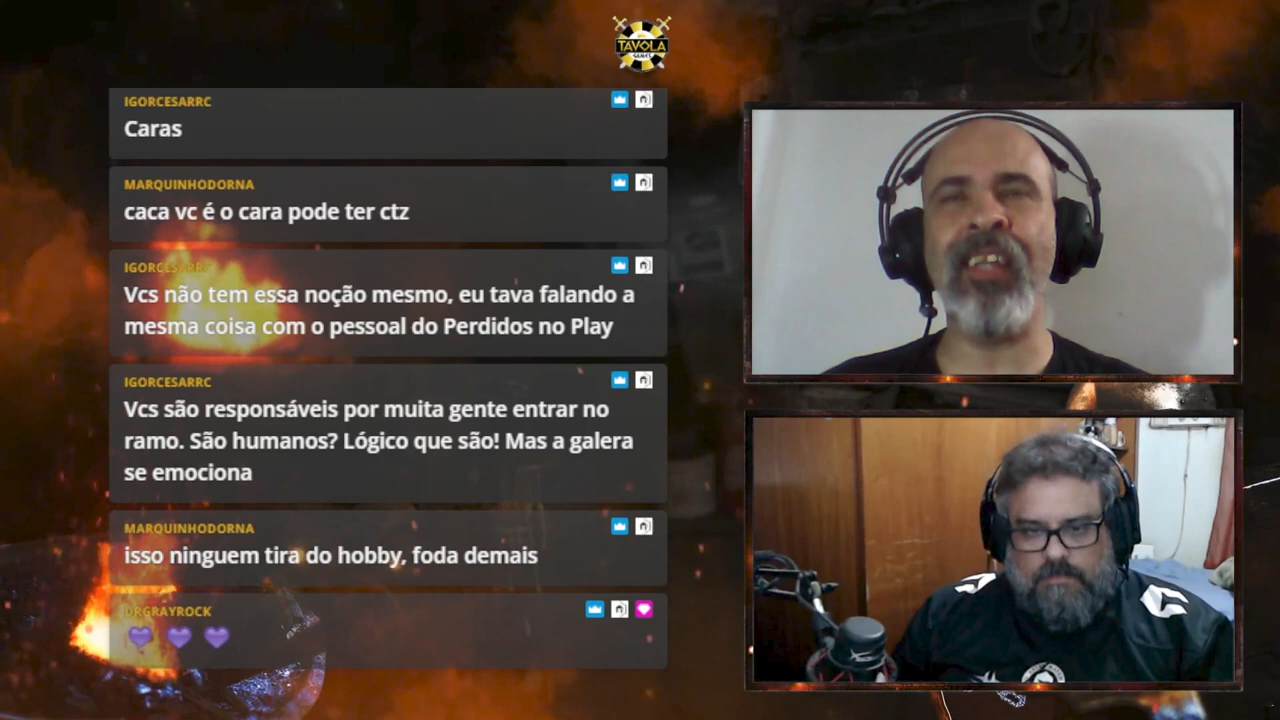 TAVOLA
GAMES
IGORCESARRC
Caras
MARQUINHODORNA
caca vc é o cara pode ter ctz
IGORCESARRC
Vcs não tem essa noção mesmo, eu tava falando a
mesma coisa com o pessoal do Perdidos no Play
IGORCESARRC
Vcs são responsáveis por muita gente entrar no
ramo. São humanos? Lógico que são! Mas a galera
se emociona
MARQUINHODORNA
isso ninguem tira do hobby, foda demais
DRGRAYROCK